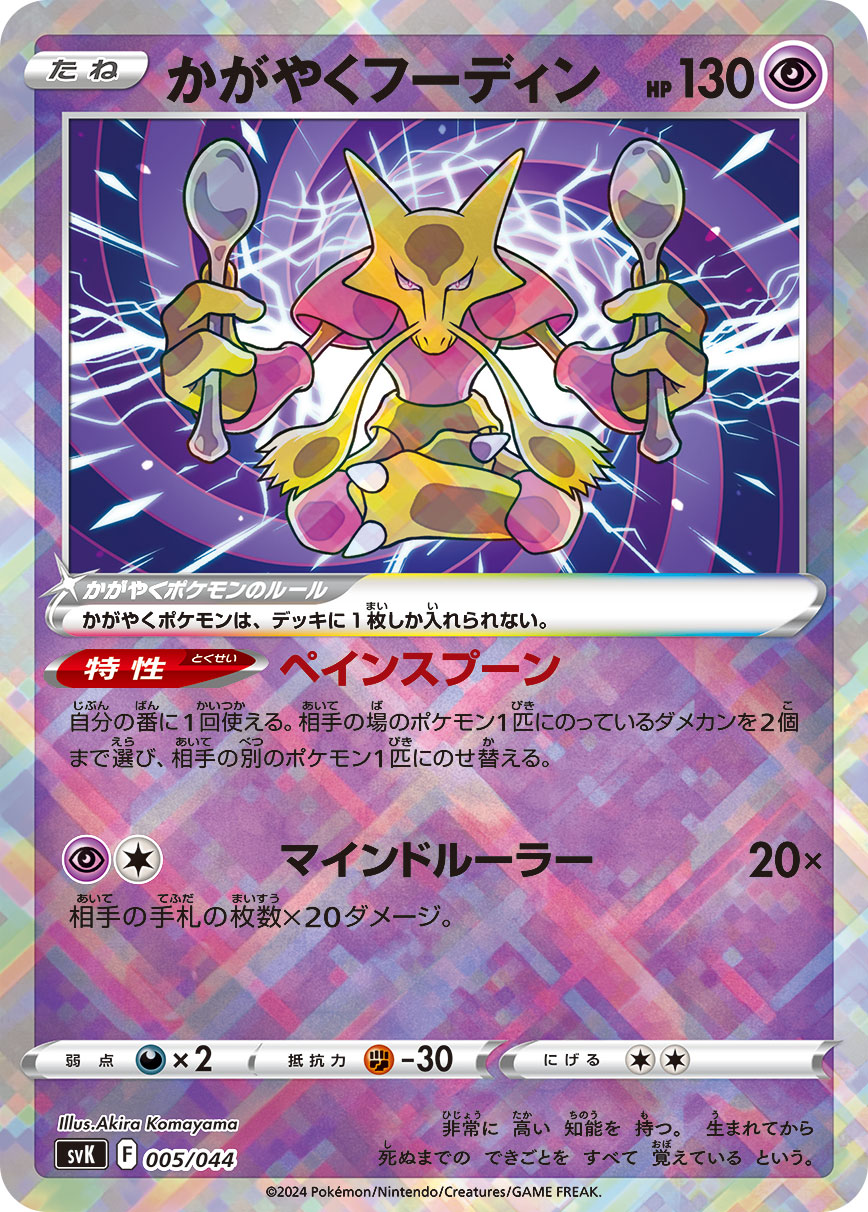 たね かがやくフーディン HP 130
かがやくポケモンのルール
かがやくポケモンは、デッキに1枚しか入れられない。
特性 とくせい ペインスプーン
自分の番に1回使える。相手の場のポケモン1匹にのっているダメカンを2個
まで選び、相手の別のポケモン1匹にのせ替える。
マインドルーラー 20×
相手の手札の枚数×20ダメージ。
弱点 ×2 抵抗力 -30 にげる
Illus.Akira Komayama
svK F 005/044
非常に 高い 知能を 持つ。 生まれてから
死ぬまでの できごとを すべて 覚えている という。
©2024 Pokémon/Nintendo/Creatures/GAME FREAK.